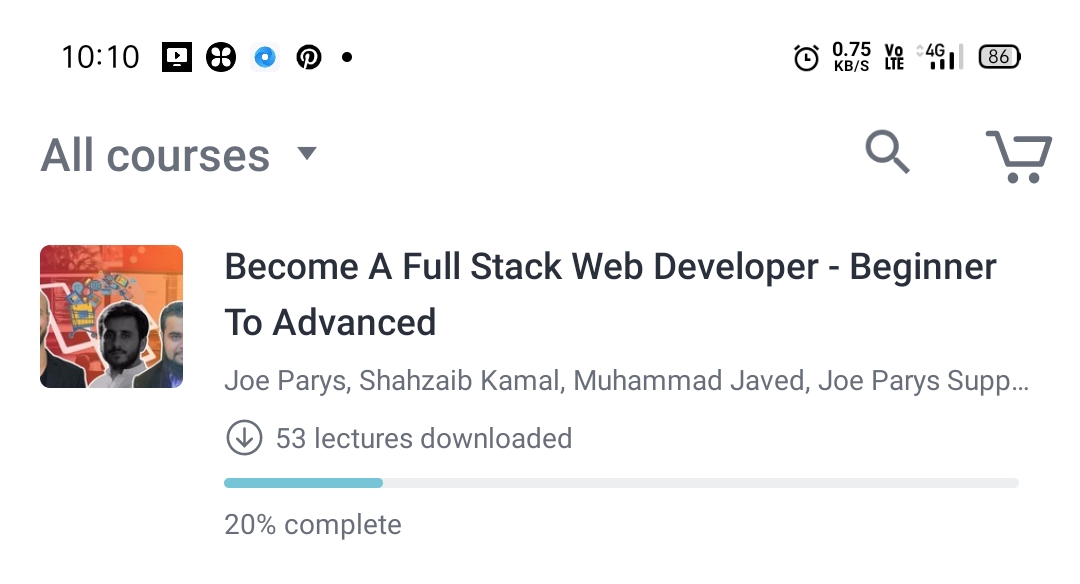 10:10 0.75 KB/S Vo LTE 4G 86
All courses
Become A Full Stack Web Developer - Beginner
To Advanced
Joe Parys, Shahzaib Kamal, Muhammad Javed, Joe Parys Supp...
53 lectures downloaded
20% complete